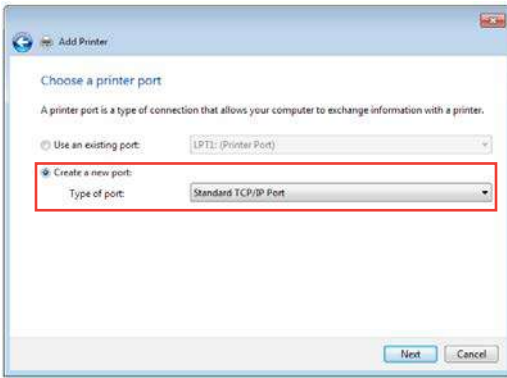 Add Printer
Choose a printer port
A printer port is a type of connection that allows your computer to exchange information with a printer.
Use an existing port: LPT1: (Printer Port)
Create a new port:
Type of port: Standard TCP/IP Port
Next Cancel